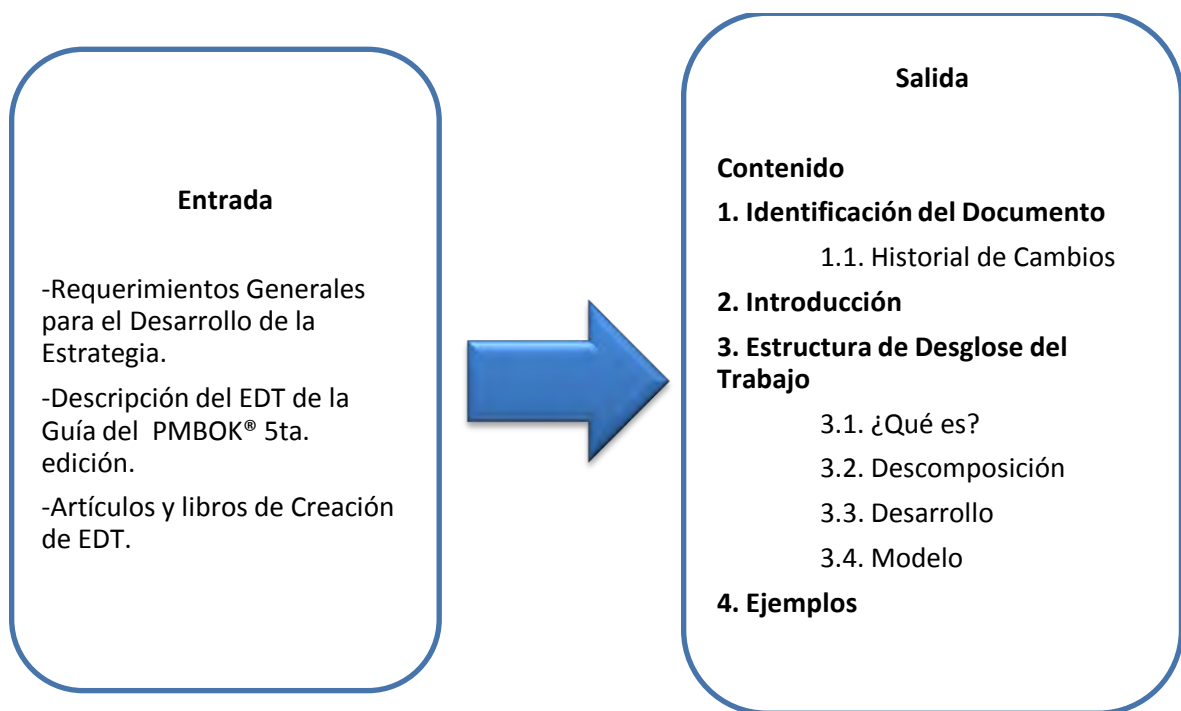 Entrada
-Requerimientos Generales
para el Desarrollo de la
Estrategia.
-Descripción del EDT de la
Guía del  PMBOK® 5ta.
edición.
-Artículos y libros de Creación
de EDT.
Salida
Contenido
1. Identificación del Documento
1.1. Historial de Cambios
2. Introducción
3. Estructura de Desglose del
Trabajo
3.1. ¿Qué es?
3.2. Descomposición
3.3. Desarrollo
3.4. Modelo
4. Ejemplos